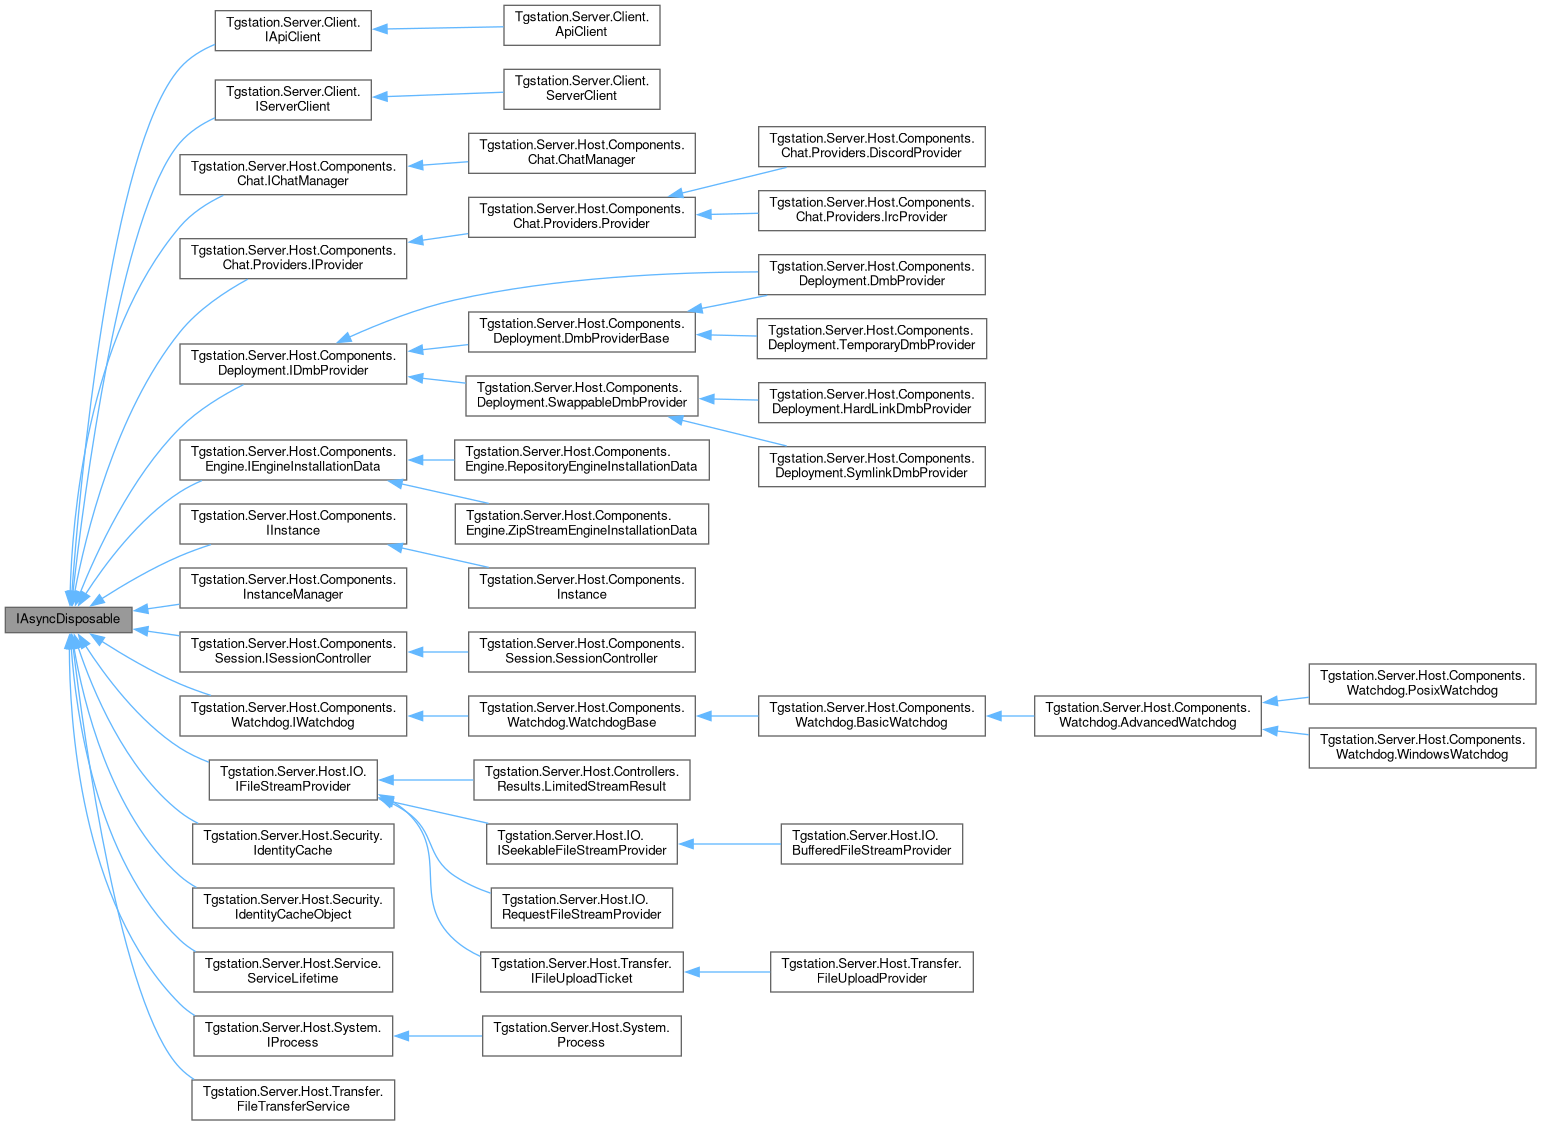 Tgstation.Server.Client.
IApiClient
Tgstation.Server.Client.
ApiClient
Tgstation.Server.Client.
IServerClient
Tgstation.Server.Client.
ServerClient
Tgstation.Server.Host.Components.
Chat.IChatManager
Tgstation.Server.Host.Components.
Chat.ChatManager
Tgstation.Server.Host.Components.
Chat.Providers.IProvider
Tgstation.Server.Host.Components.
Chat.Providers.Provider
Tgstation.Server.Host.Components.
Chat.Providers.DiscordProvider
Tgstation.Server.Host.Components.
Chat.Providers.IrcProvider
Tgstation.Server.Host.Components.
Deployment.IDmbProvider
Tgstation.Server.Host.Components.
Deployment.DmbProviderBase
Tgstation.Server.Host.Components.
Deployment.DmbProvider
Tgstation.Server.Host.Components.
Deployment.TemporaryDmbProvider
Tgstation.Server.Host.Components.
Deployment.SwappableDmbProvider
Tgstation.Server.Host.Components.
Deployment.HardLinkDmbProvider
Tgstation.Server.Host.Components.
Deployment.SymlinkDmbProvider
Tgstation.Server.Host.Components.
Engine.IEngineInstallationData
Tgstation.Server.Host.Components.
Engine.RepositoryEngineInstallationData
Tgstation.Server.Host.Components.
Engine.ZipStreamEngineInstallationData
Tgstation.Server.Host.Components.
IInstance
Tgstation.Server.Host.Components.
Instance
Tgstation.Server.Host.Components.
InstanceManager
IAsyncDisposable
Tgstation.Server.Host.Components.
Session.ISessionController
Tgstation.Server.Host.Components.
Session.SessionController
Tgstation.Server.Host.Components.
Watchdog.IWatchdog
Tgstation.Server.Host.Components.
Watchdog.WatchdogBase
Tgstation.Server.Host.Components.
Watchdog.BasicWatchdog
Tgstation.Server.Host.Components.
Watchdog.AdvancedWatchdog
Tgstation.Server.Host.Components.
Watchdog.PosixWatchdog
Tgstation.Server.Host.Components.
Watchdog.WindowsWatchdog
Tgstation.Server.Host.IO.
IFileStreamProvider
Tgstation.Server.Host.Controllers.
Results.LimitedStreamResult
Tgstation.Server.Host.IO.
ISeekableFileStreamProvider
Tgstation.Server.Host.IO.
BufferedFileStreamProvider
Tgstation.Server.Host.IO.
RequestFileStreamProvider
Tgstation.Server.Host.Transfer.
IFileUploadTicket
Tgstation.Server.Host.Transfer.
FileUploadProvider
Tgstation.Server.Host.Security.
IdentityCache
Tgstation.Server.Host.Security.
IdentityCacheObject
Tgstation.Server.Host.Service.
ServiceLifetime
Tgstation.Server.Host.System.
IProcess
Tgstation.Server.Host.System.
Process
Tgstation.Server.Host.Transfer.
FileTransferService